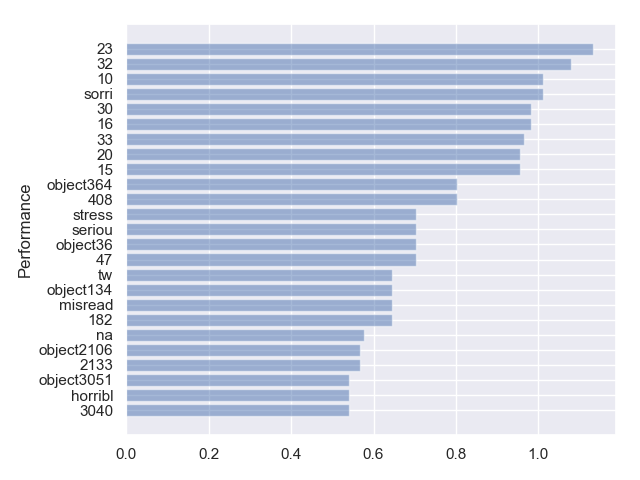 Performance
23
32
10
sorri
30
16
33
20
15
object364
408
stress
seriou
object36
47
tw
object134
misread
182
na
object2106
2133
object3051
horribl
3040
0.0 0.2 0.4 0.6 0.8 1.0